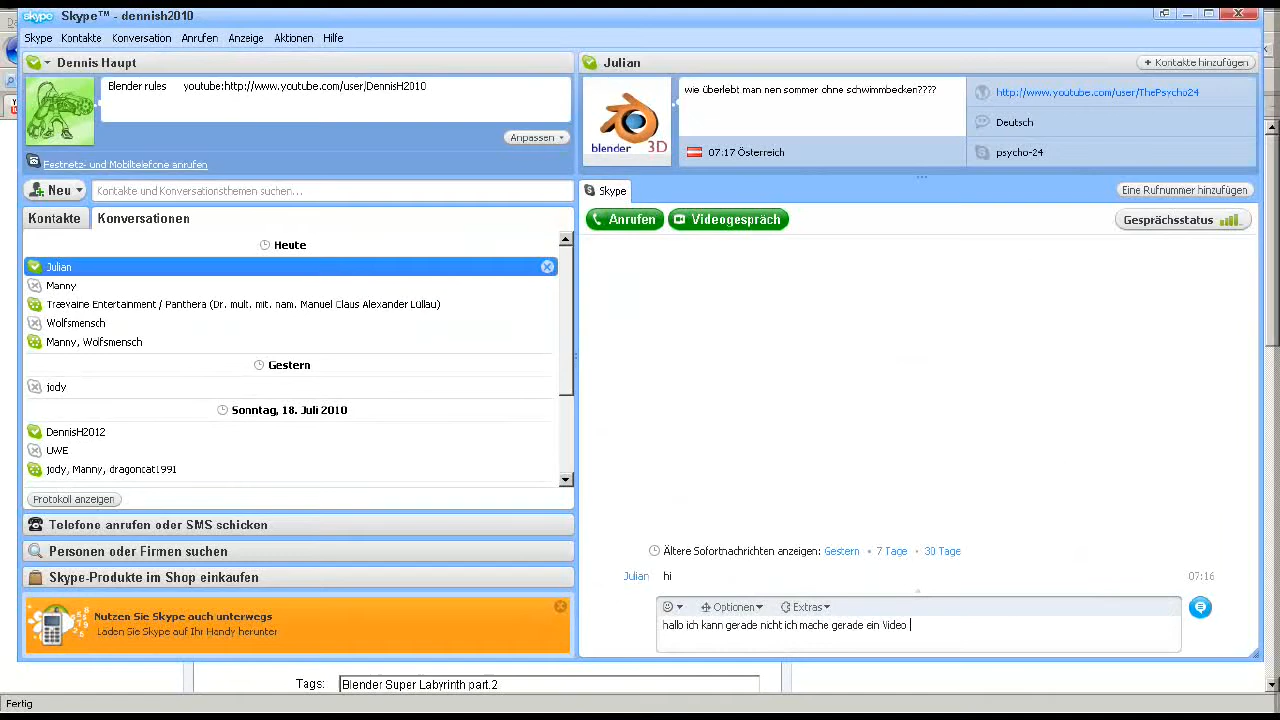 Skype™ - dennish2010
Skype Kontakte Konversation Anrufen Anzeige Aktionen Hilfe
Dennis Haupt
Blender rules youtube:http://www.youtube.com/user/DennisH2010
Anpassen
Festnetz- und Mobiltelefone anrufen
Neu
Kontakte und Konversationsthemen suchen...
Kontakte Konversationen
Heute
Julian
Manny
Trævaine Entertainment / Panthera (Dr. mult. mit. nam. Manuel Claus Alexander Lüllau)
Wolfsmensch
Manny, Wolfsmensch
Gestern
jody
Sonntag, 18. Juli 2010
DennisH2012
UWE
jody, Manny, dragoncat1991
Protokoll anzeigen
Telefone anrufen oder SMS schicken
Personen oder Firmen suchen
Skype-Produkte im Shop einkaufen
Nutzen Sie Skype auch unterwegs
Laden Sie Skype auf Ihr Handy herunter
Julian
Kontakte hinzufügen
blender 3D
wie überlebt man nen sommer ohne schwimmbecken????
07:17 Österreich
http://www.youtube.com/user/ThePsycho24
Deutsch
psycho-24
Skype
Eine Rufnummer hinzufügen
Anrufen Videogespräch
Gesprächsstatus
Ältere Sofortnachrichten anzeigen: Gestern • 7 Tage • 30 Tage
Julian hi 07:16
Optionen Extras
hallo ich kann gerade nicht ich mache gerade ein Video
Tags: Blender Super Labyrinth part.2
Fertig